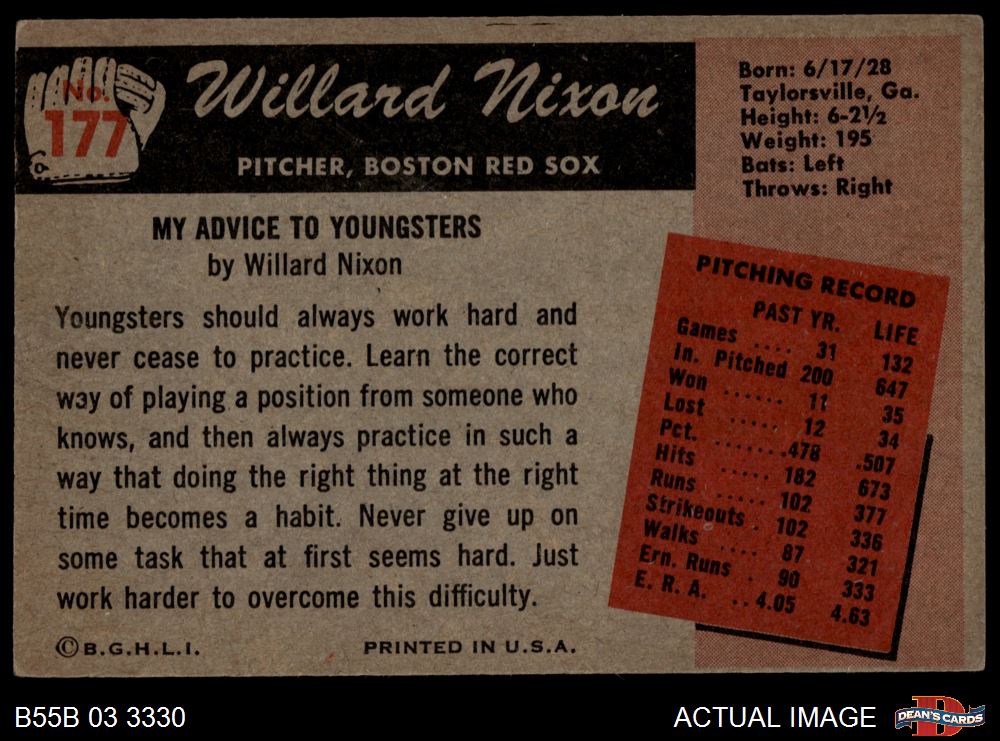 No.
177
Willard Nixon
PITCHER, BOSTON RED SOX
Born: 6/17/28
Taylorsville, Ga.
Height: 6-2½
Weight: 195
Bats: Left
Throws: Right
MY ADVICE TO YOUNGSTERS
by Willard Nixon
Youngsters should always work hard and
never cease to practice. Learn the correct
way of playing a position from someone who
knows, and then always practice in such a
way that doing the right thing at the right
time becomes a habit. Never give up on
some task that at first seems hard. Just
work harder to overcome this difficulty.
©B.G.H.L.I. PRINTED IN U.S.A.
PITCHING RECORD
PAST YR. LIFE
Games .... 31 132
In. Pitched 200 647
Won ...... 11 35
Lost ..... 12 34
Pct. ....... .478 .507
Hits ..... 182 673
Runs ..... 102 377
Strikeouts . 102 336
Walks .... 87 321
Ern. Runs . 90 333
E. R. A. .. 4.05 4.63
B55B 03 3330
ACTUAL IMAGE
DEAN'S CARDS